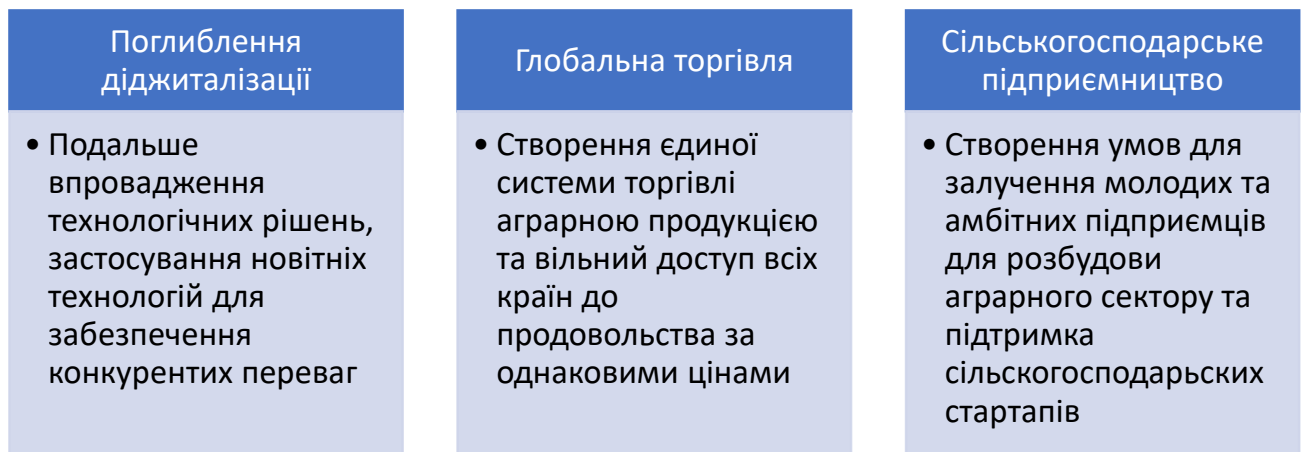 Поглиблення
діджиталізації
• Подальше
впровадження
технологічних рішень,
застосування новітніх
технологій для
забезпечення
конкурентих переваг
Глобальна торгівля
• Створення єдиної
системи торгівлі
аграрною продукцією
та вільний доступ всіх
країн до
продовольства за
однаковими цінами
Сільськогосподарське
підприємництво
• Створення умов для
залучення молодих та
амбітних підприємців
для розбудови
аграрного сектору та
підтримка
сільскогосподарьских
стартапів